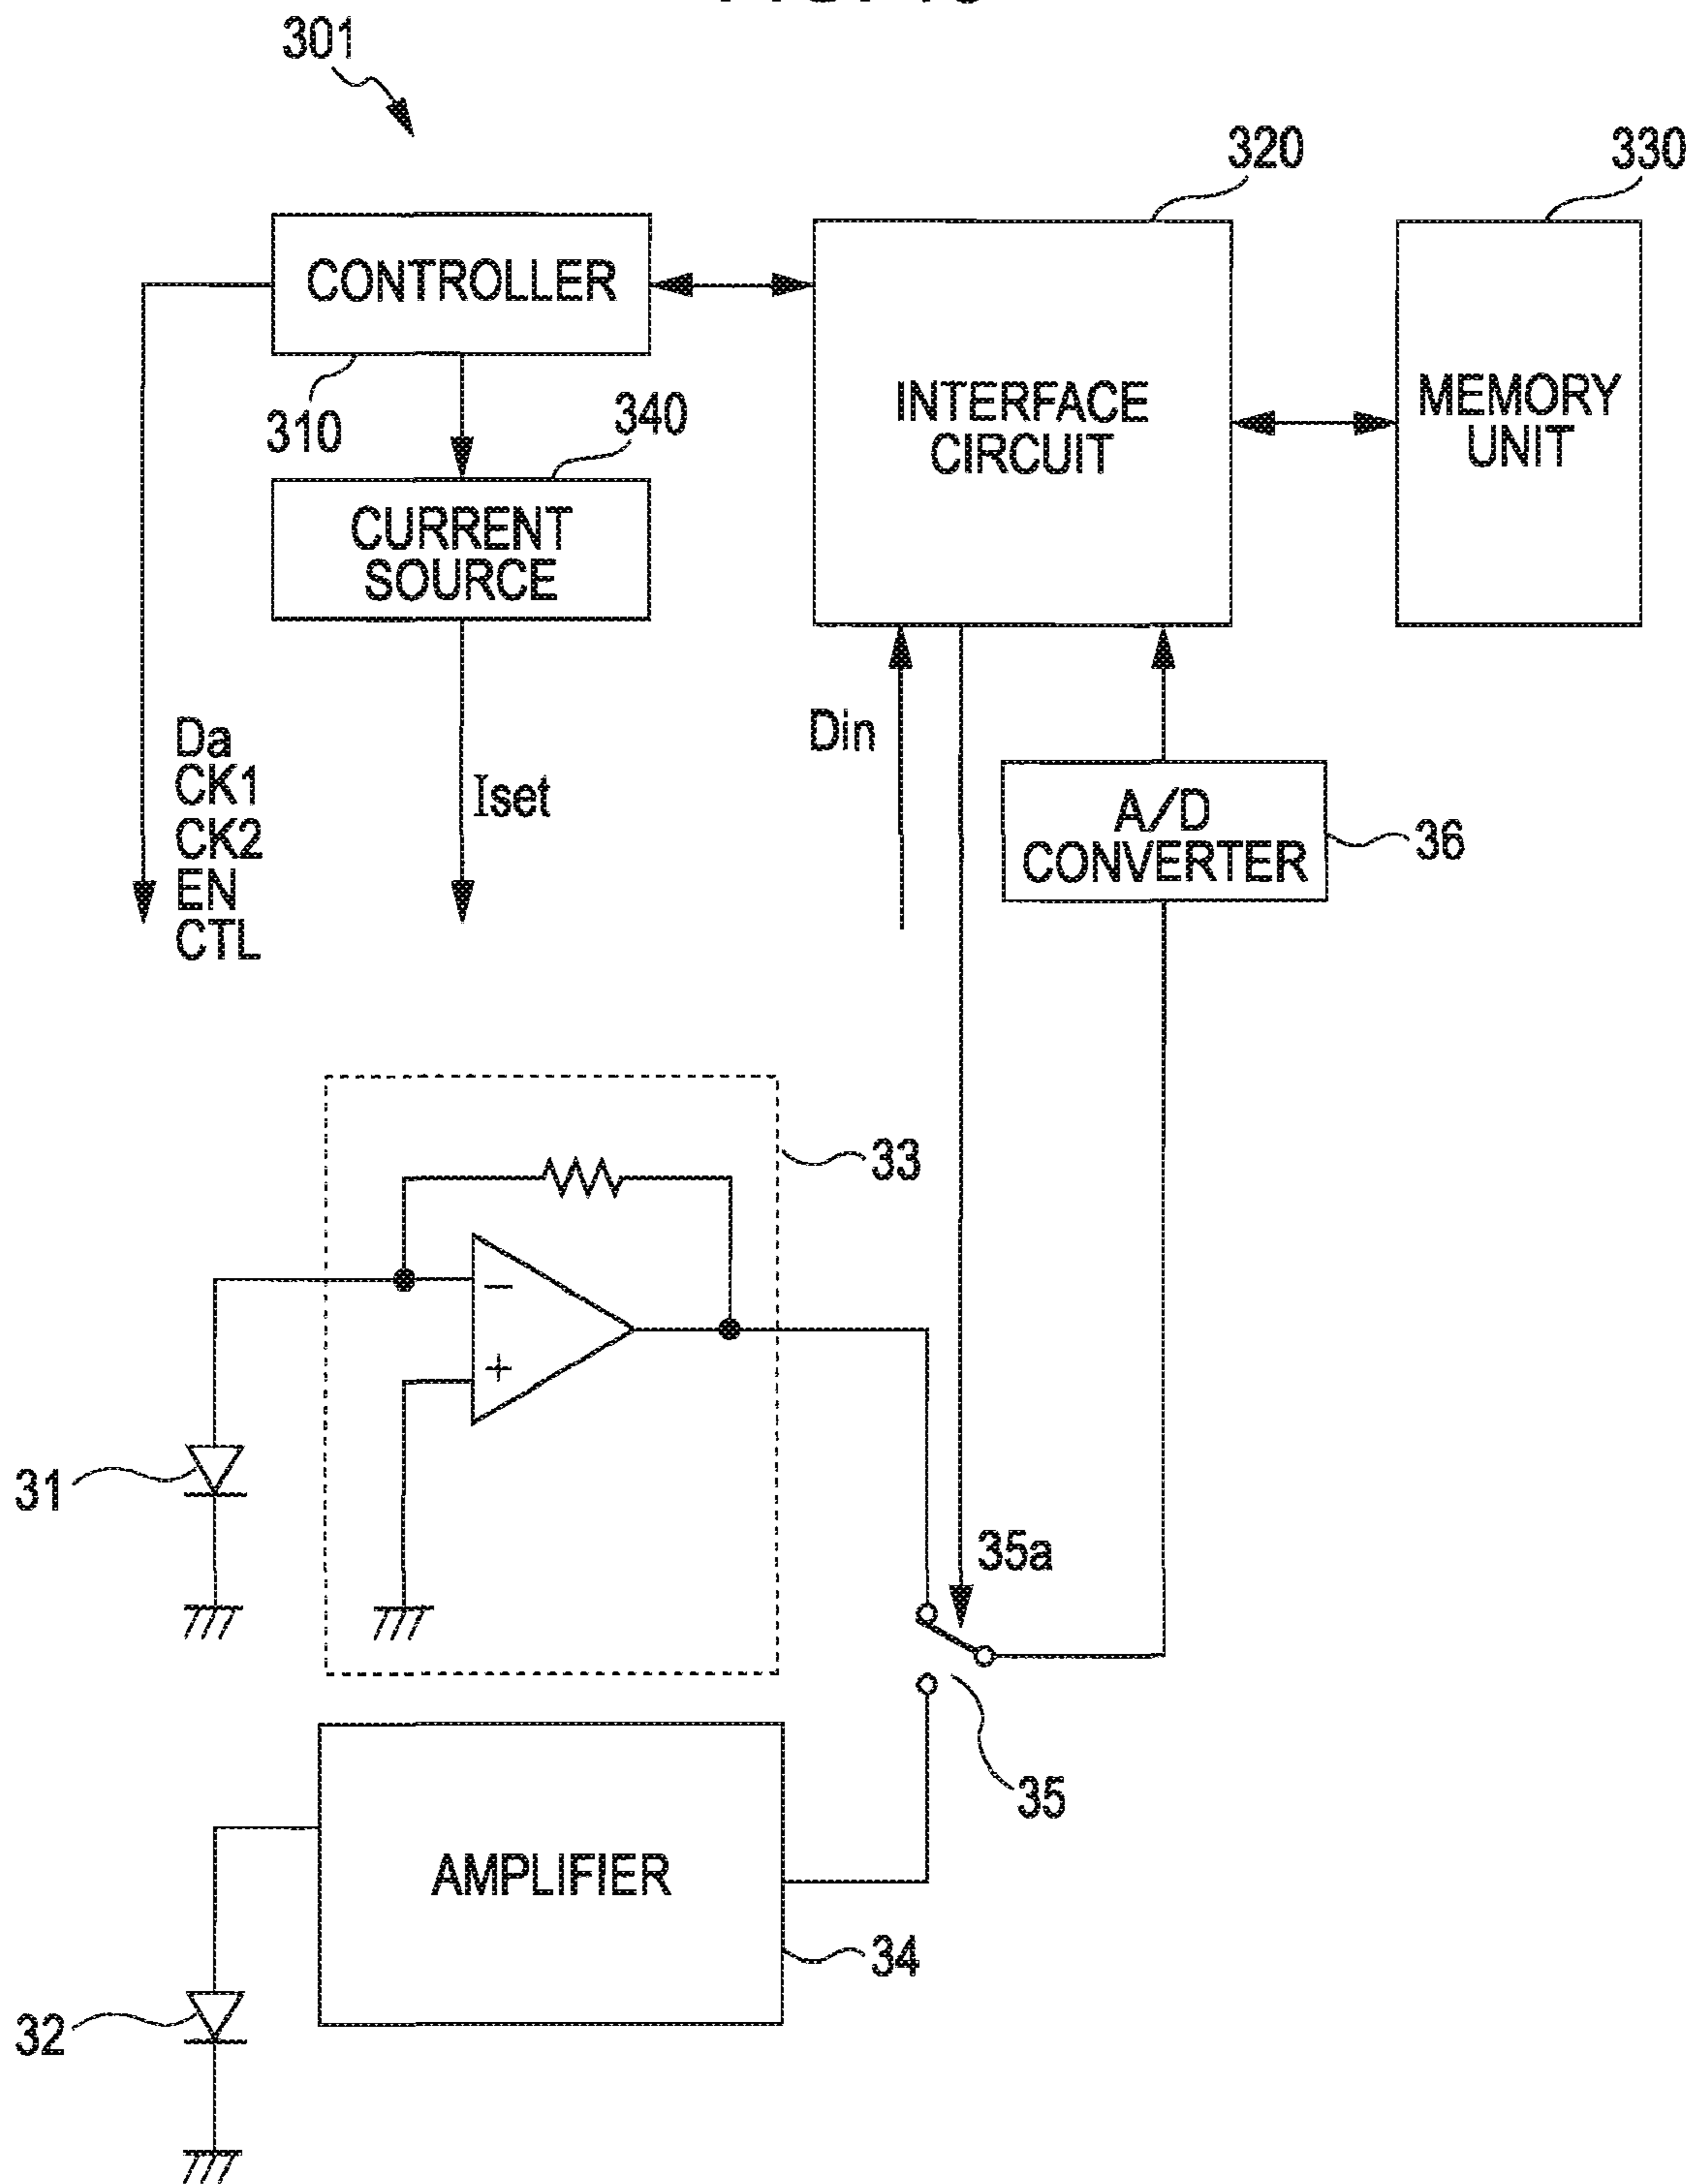 301
320
330
CONTROLLER
310
340
CURRENT
SOURCE
INTERFACE
CIRCUIT
MEMORY
UNIT
Da
CK1
CK2
EN
CTL
Iset
Din
A/D
CONVERTER
36
33
−
+
31
35a
35
AMPLIFIER
34
32